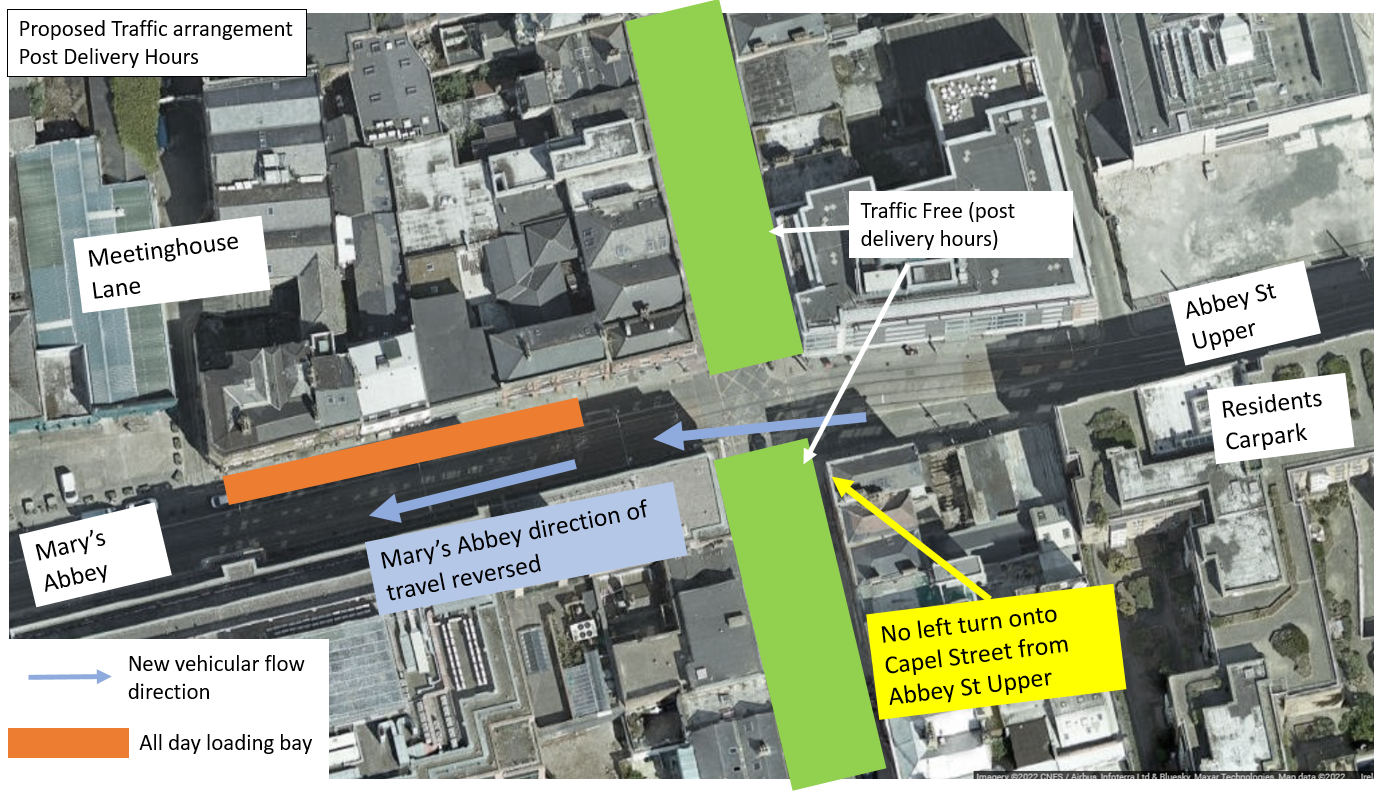 Proposed Traffic arrangement
Post Delivery Hours
Meetinghouse
Lane
Traffic Free (post
delivery hours)
Abbey St
Upper
Residents
Carpark
Mary's
Abbey
Mary's Abbey direction of
travel reversed
No left turn onto
Capel Street from
Abbey St Upper
New vehicular flow
direction
All day loading bay
Imagery ©2022 CNES / Airbus, Infoterra Ltd & Bluesky, Maxar Technologies, Map data ©2022